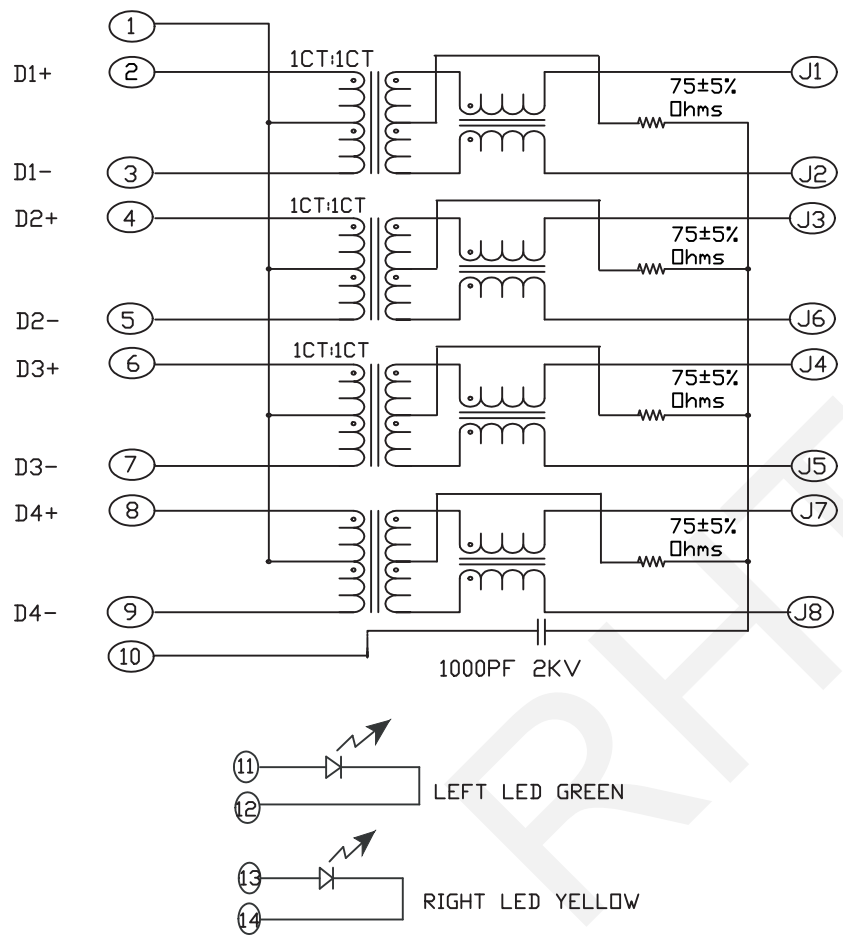 1
1CT:1CT
D1+ 2 J1
75±5%
Ohms
D1- 3 J2
1CT:1CT
D2+ 4 J3
75±5%
Ohms
D2- 5 J6
1CT:1CT
D3+ 6 J4
75±5%
Ohms
D3- 7 J5
D4+ 8 J7
75±5%
Ohms
D4- 9 J8
10
1000PF 2KV
11
LEFT LED GREEN
12
13
RIGHT LED YELLOW
14
RHT